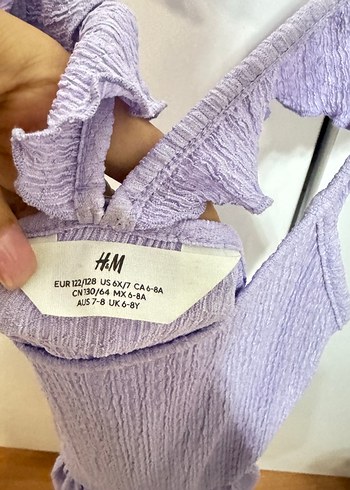 H&M
EUR 122/128 US 6X/7 CA 6-8A
CN 130/64 MX 6-8A
AUS 7-8 UK 6-8Y